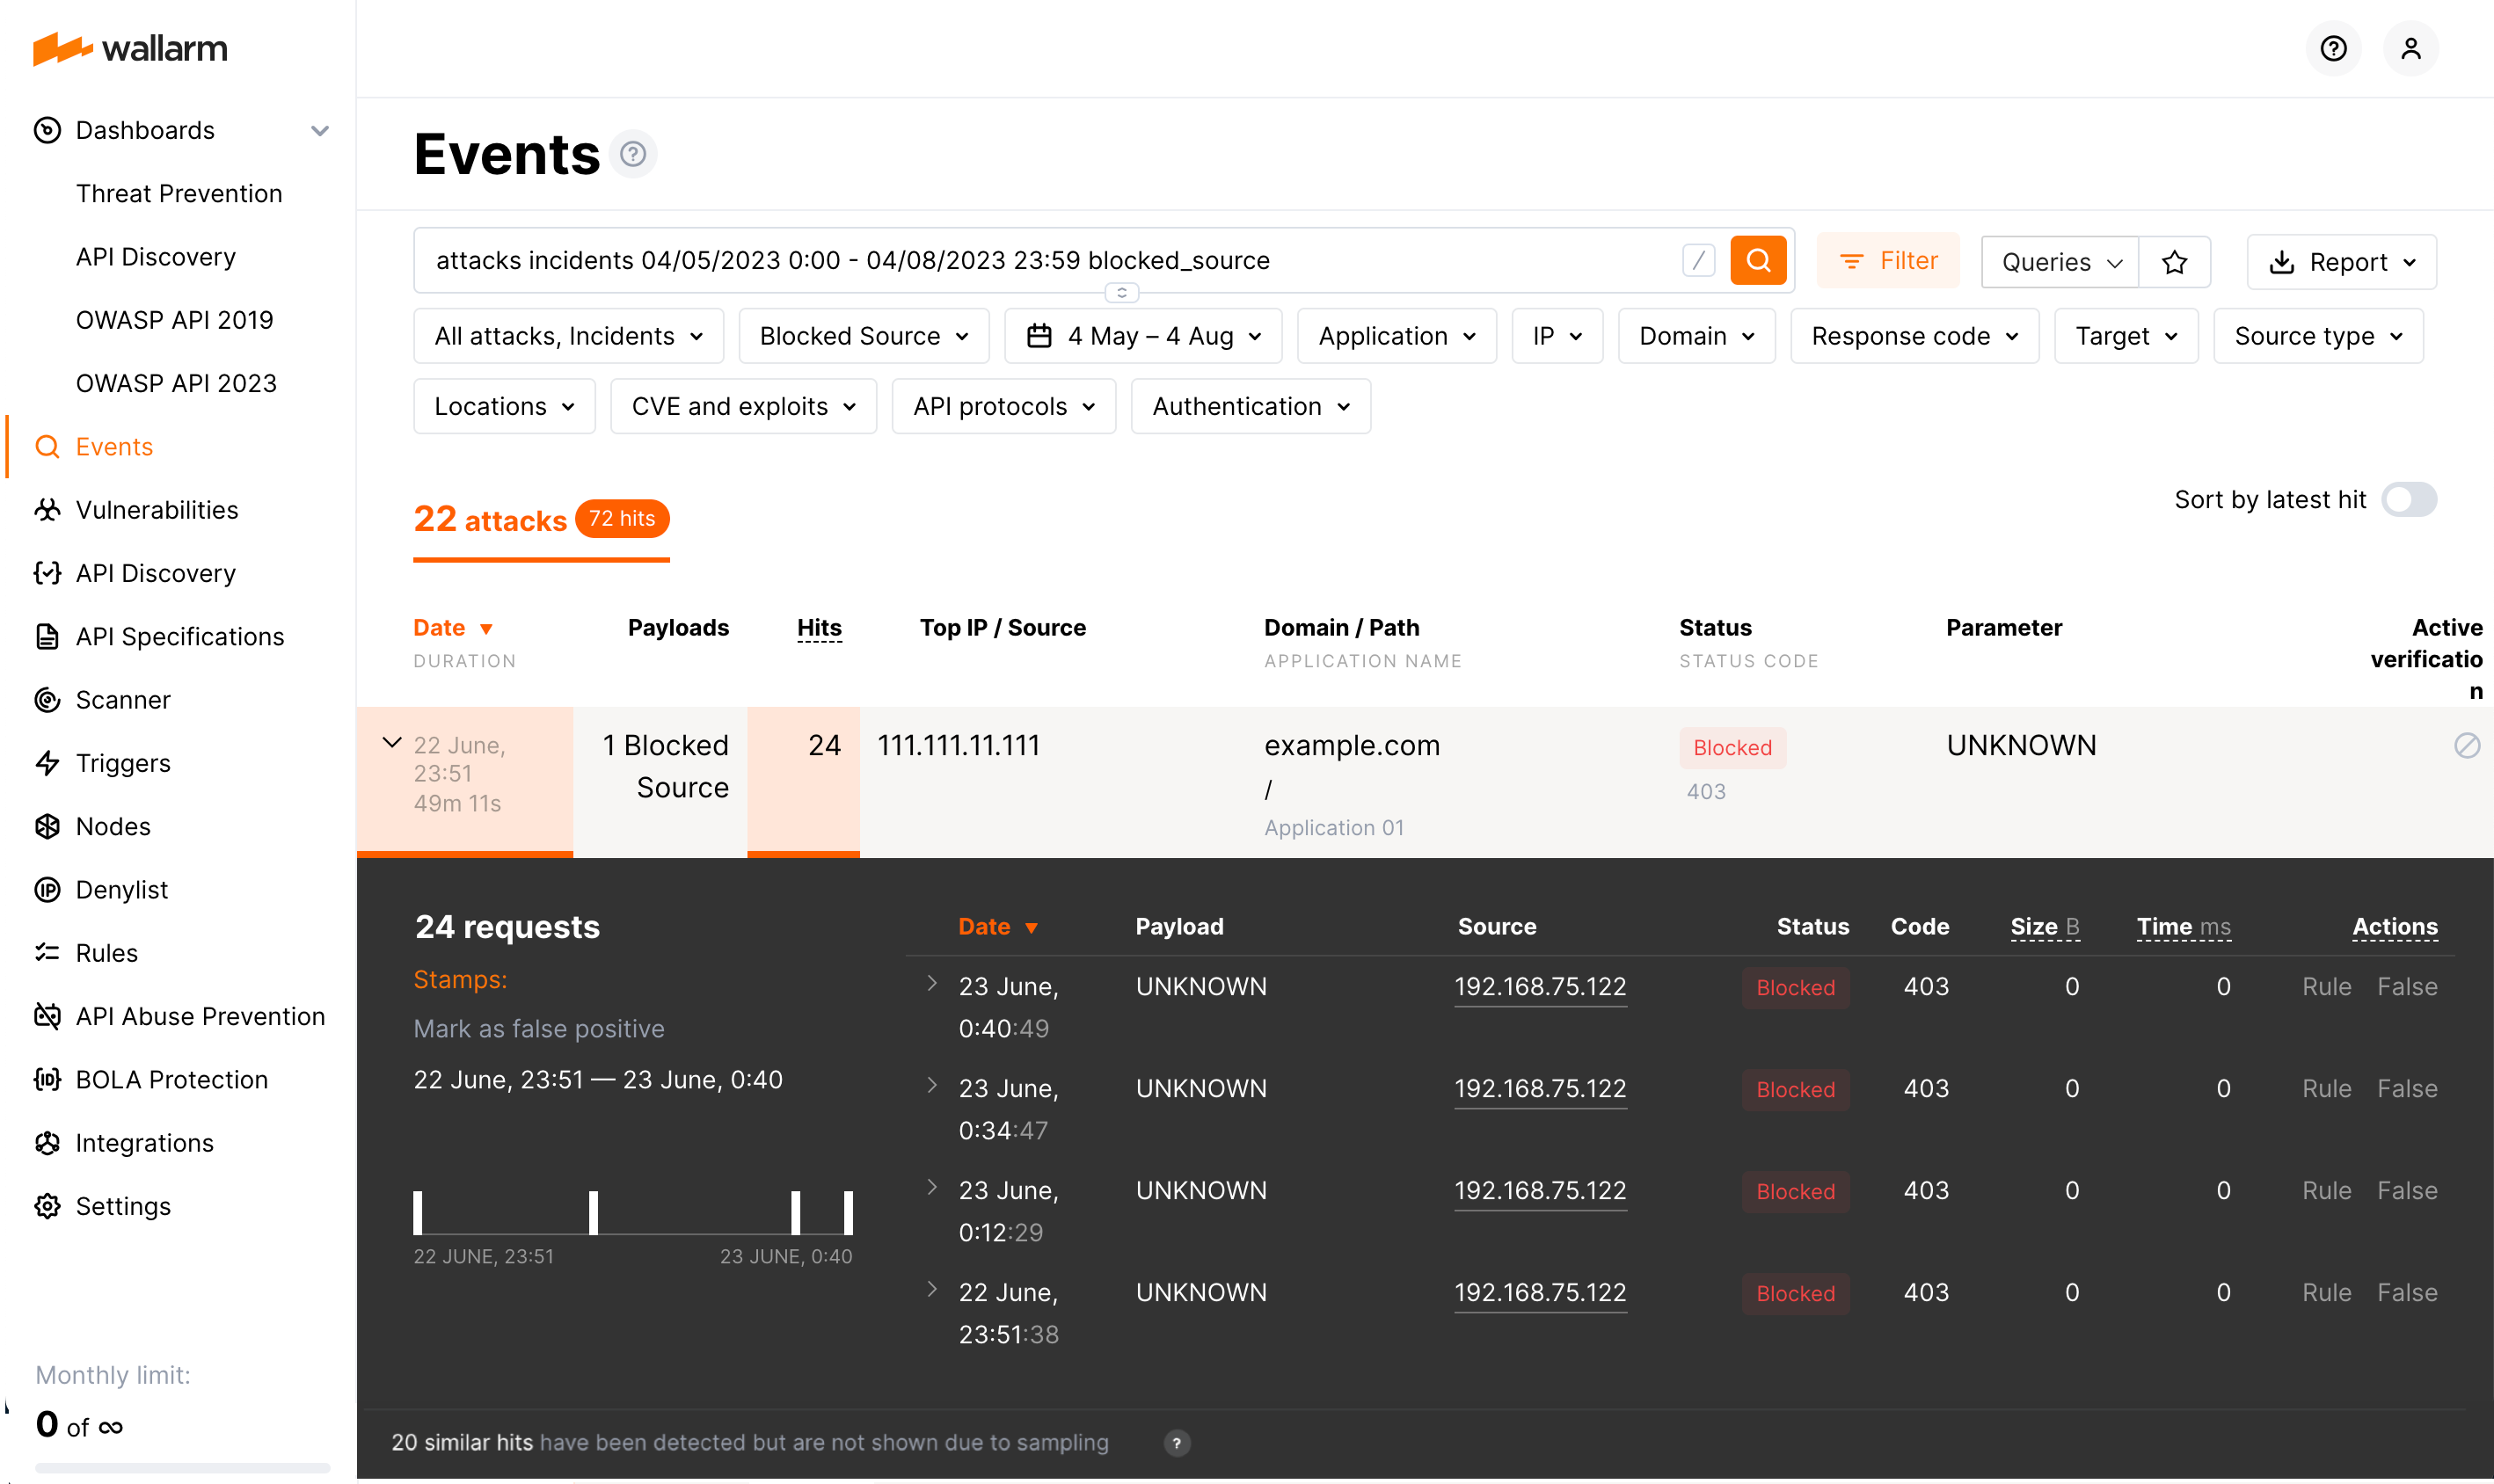 wallarm
Dashboards
Threat Prevention
API Discovery
OWASP API 2019
OWASP API 2023
Events
Vulnerabilities
API Discovery
API Specifications
Scanner
Triggers
Nodes
Denylist
Rules
API Abuse Prevention
BOLA Protection
Integrations
Settings
Monthly limit:
0 of ∞
Events ?
attacks incidents 04/05/2023 0:00 - 04/08/2023 23:59 blocked_source /
Filter
Queries
Report
All attacks, Incidents
Blocked Source
4 May – 4 Aug
Application
IP
Domain
Response code
Target
Source type
Locations
CVE and exploits
API protocols
Authentication
22 attacks 72 hits
Sort by latest hit
Date ▼ Payloads Hits Top IP / Source Domain / Path Status Parameter Active
DURATION APPLICATION NAME STATUS CODE verificatio
n
22 June, 1 Blocked 24 111.111.11.111 example.com Blocked UNKNOWN
23:51 Source /
49m 11s 403
Application 01
24 requests
Stamps:
Mark as false positive
22 June, 23:51 — 23 June, 0:40
22 JUNE, 23:51 23 JUNE, 0:40
Date ▼ Payload Source Status Code Size B Time ms Actions
23 June, UNKNOWN 192.168.75.122 Blocked 403 0 0 Rule False
0:40:49
23 June, UNKNOWN 192.168.75.122 Blocked 403 0 0 Rule False
0:34:47
23 June, UNKNOWN 192.168.75.122 Blocked 403 0 0 Rule False
0:12:29
22 June, UNKNOWN 192.168.75.122 Blocked 403 0 0 Rule False
23:51:38
20 similar hits have been detected but are not shown due to sampling ?